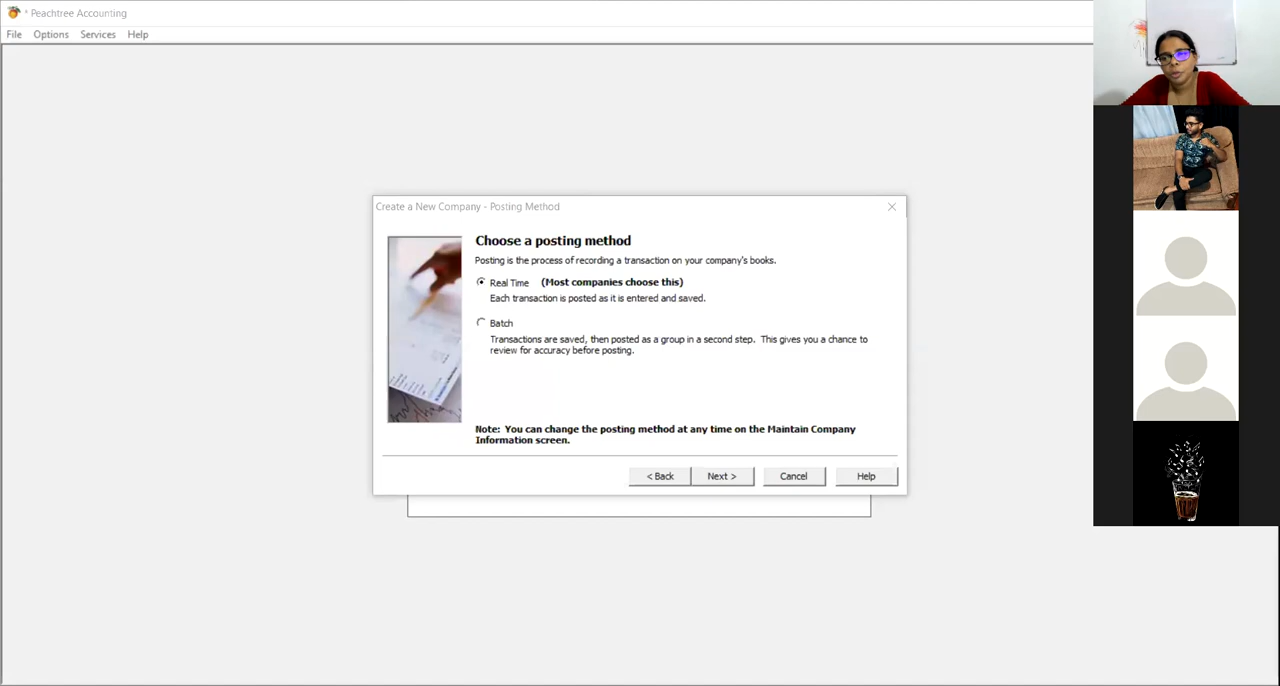 * Peachtree Accounting
File Options Services Help
Create a New Company - Posting Method
Choose a posting method
Posting is the process of recording a transaction on your company's books.
Real Time (Most companies choose this)
Each transaction is posted as it is entered and saved.
Batch
Transactions are saved, then posted as a group in a second step. This gives you a chance to
review for accuracy before posting.
Note: You can change the posting method at any time on the Maintain Company
Information screen.
< Back Next > Cancel Help